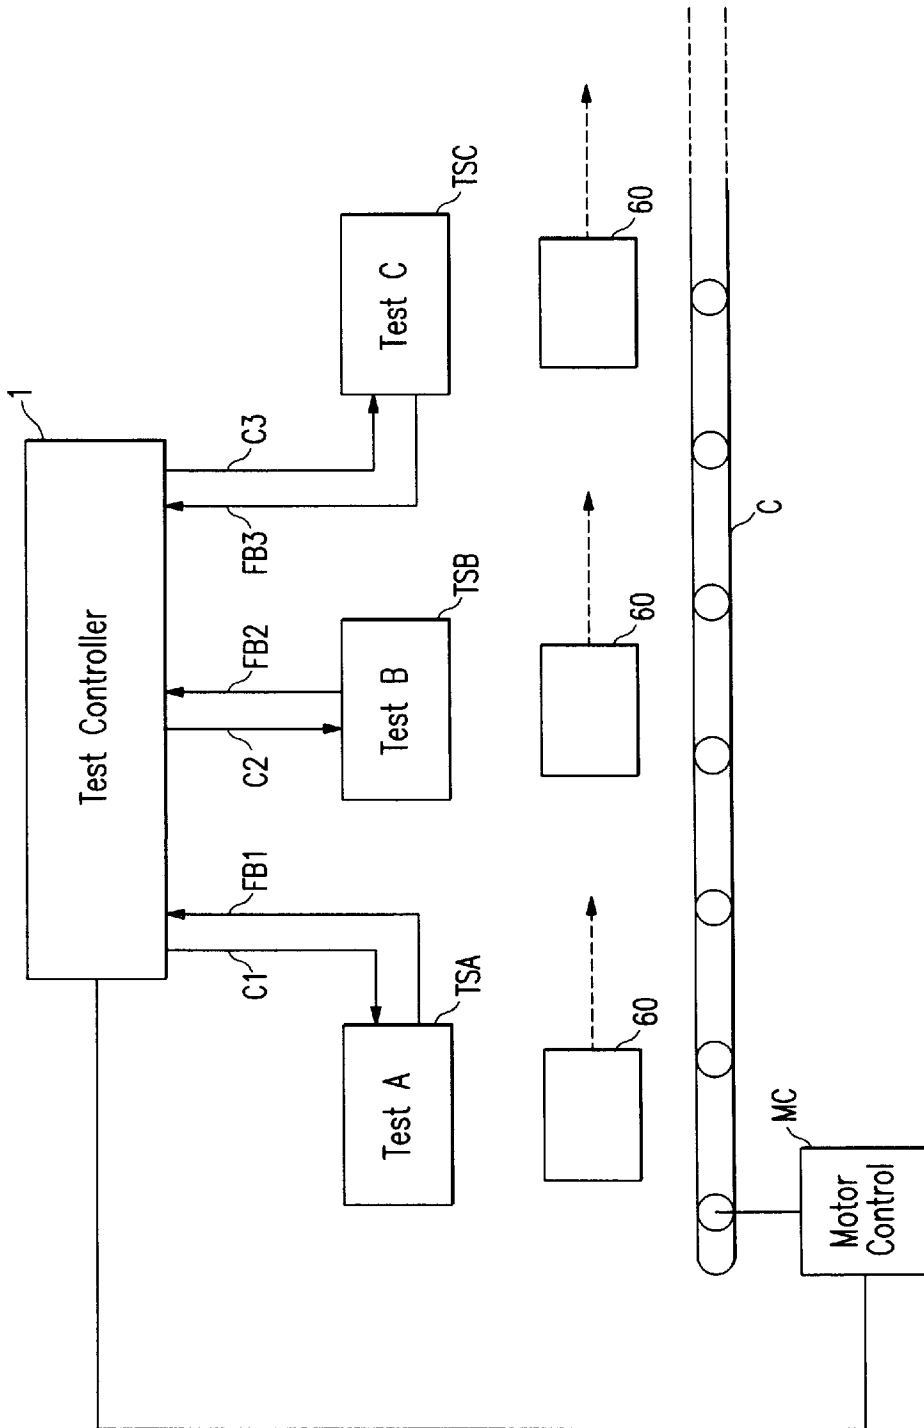 1
Test Controller
C1
FB1
C2
FB2
FB3
C3
Test A
TSA
Test B
TSB
Test C
TSC
60
60
60
C
MC
Motor
Control